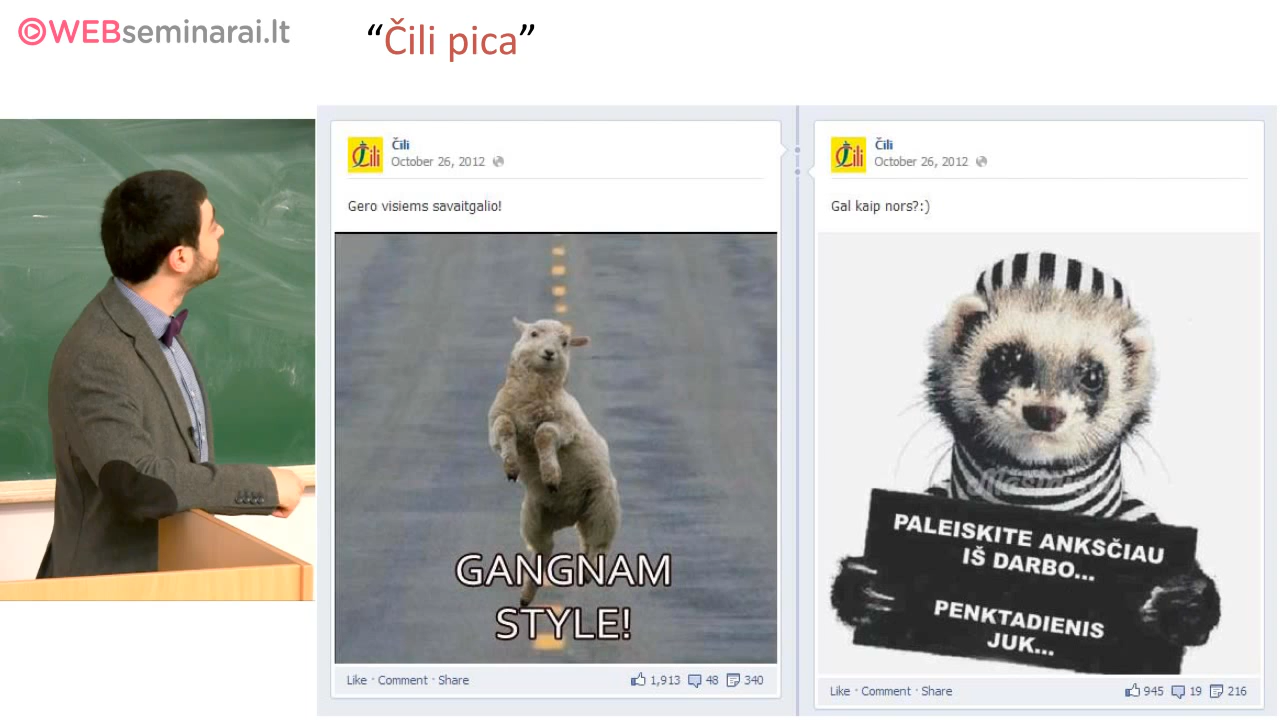 ©WEBseminarai.lt
“Čili pica”
Čili
Čili
October 26, 2012
Gero visiems savaitgalio!
GANGNAM
STYLE!
Like · Comment · Share
1,913 48 340
Čili
Čili
October 26, 2012
Gal kaip nors?:)
PALEISKITE ANKSČIAU
IŠ DARBO...
PENKTADIENIS
JUK...
Like · Comment · Share
945 19 216